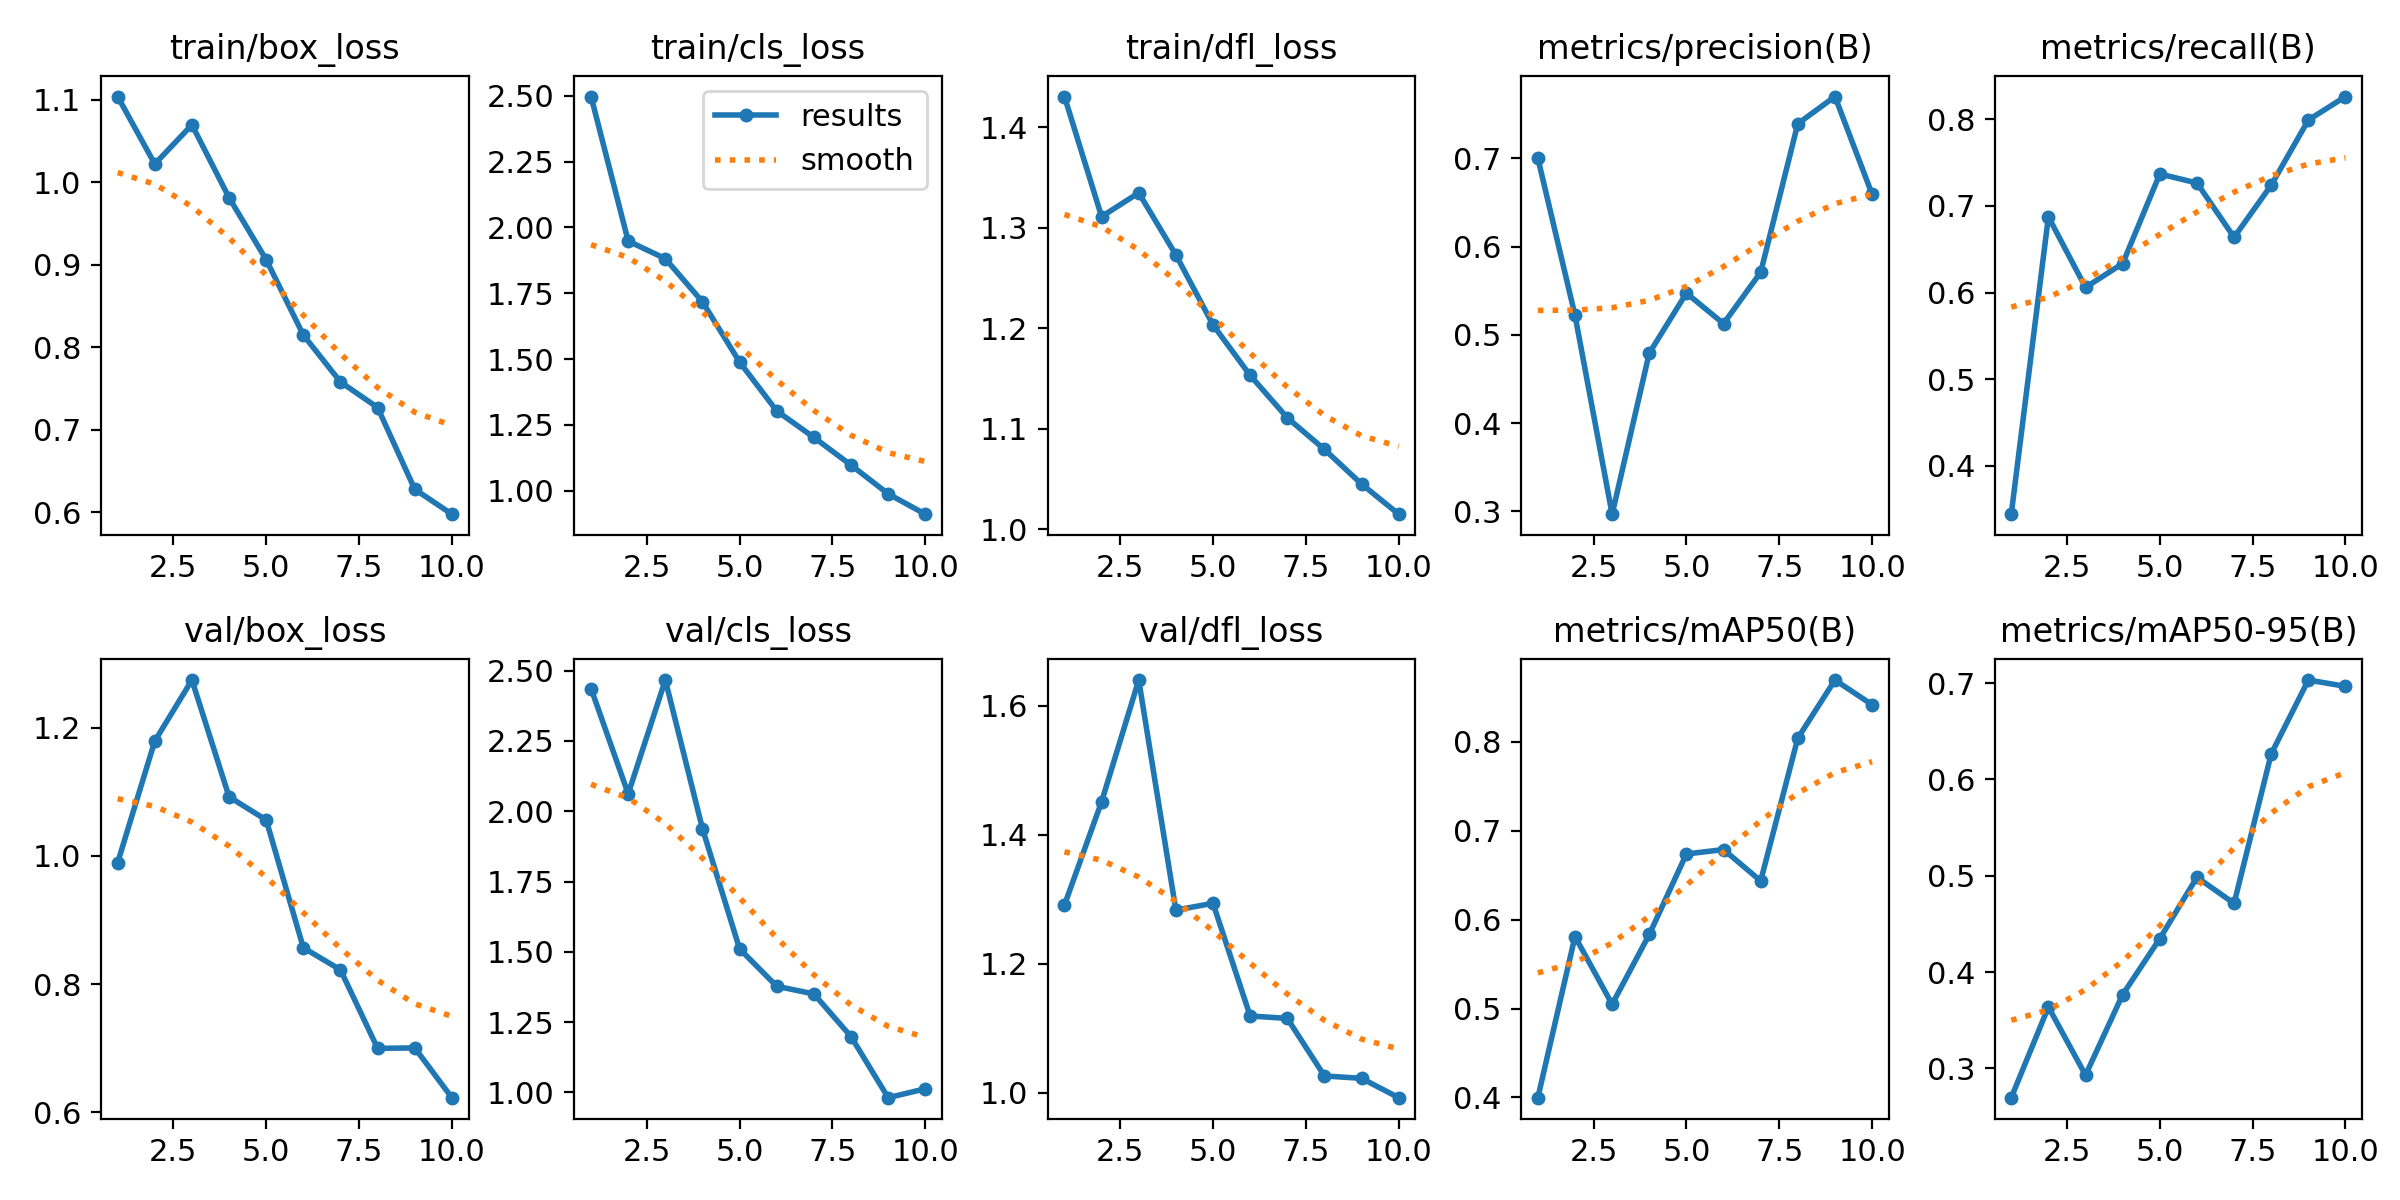 train/box_loss
1.1
1.0
0.9
0.8
0.7
0.6
2.5 5.0 7.5 10.0
train/cls_loss
results
smooth
2.50
2.25
2.00
1.75
1.50
1.25
1.00
2.5 5.0 7.5 10.0
train/dfl_loss
1.4
1.3
1.2
1.1
1.0
2.5 5.0 7.5 10.0
metrics/precision(B)
0.7
0.6
0.5
0.4
0.3
2.5 5.0 7.5 10.0
metrics/recall(B)
0.8
0.7
0.6
0.5
0.4
2.5 5.0 7.5 10.0
val/box_loss
1.2
1.0
0.8
0.6
2.5 5.0 7.5 10.0
val/cls_loss
2.50
2.25
2.00
1.75
1.50
1.25
1.00
2.5 5.0 7.5 10.0
val/dfl_loss
1.6
1.4
1.2
1.0
2.5 5.0 7.5 10.0
metrics/mAP50(B)
0.8
0.7
0.6
0.5
0.4
2.5 5.0 7.5 10.0
metrics/mAP50-95(B)
0.7
0.6
0.5
0.4
0.3
2.5 5.0 7.5 10.0